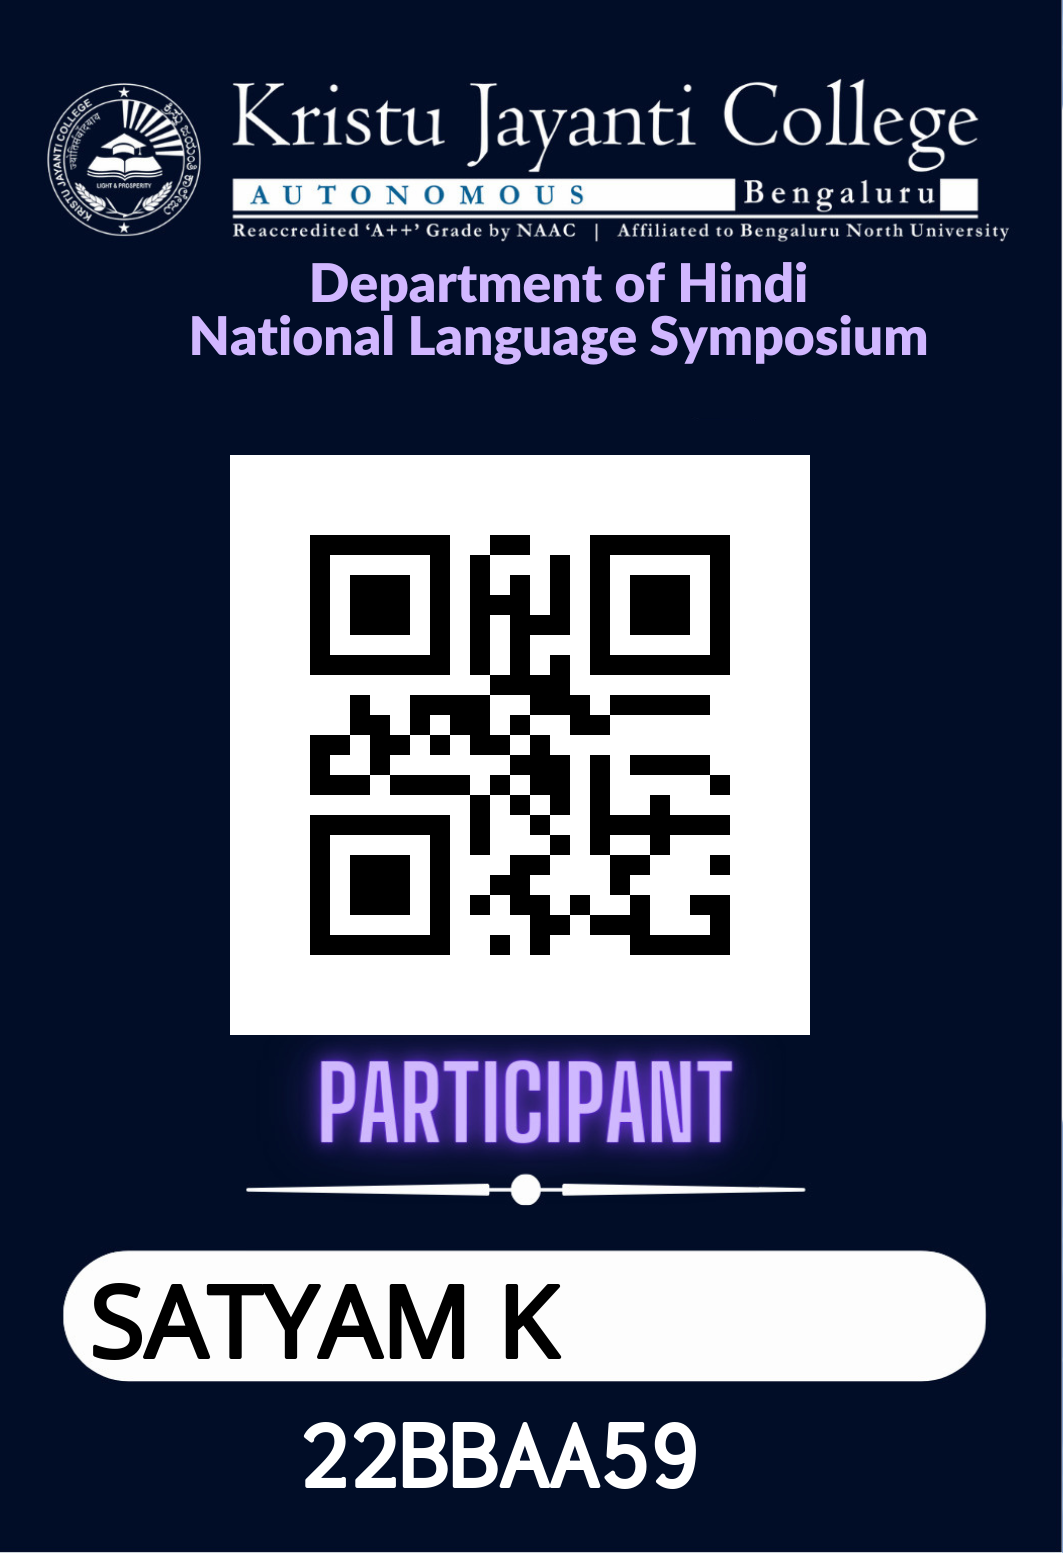 KRISTU JAYANTI COLLEGE
LIGHT & PROSPERITY
Kristu Jayanti College
AUTONOMOUS Bengaluru
Reaccredited ‘A++’ Grade by NAAC | Affiliated to Bengaluru North University
Department of Hindi
National Language Symposium
PARTICIPANT
SATYAM K
22BBAA59